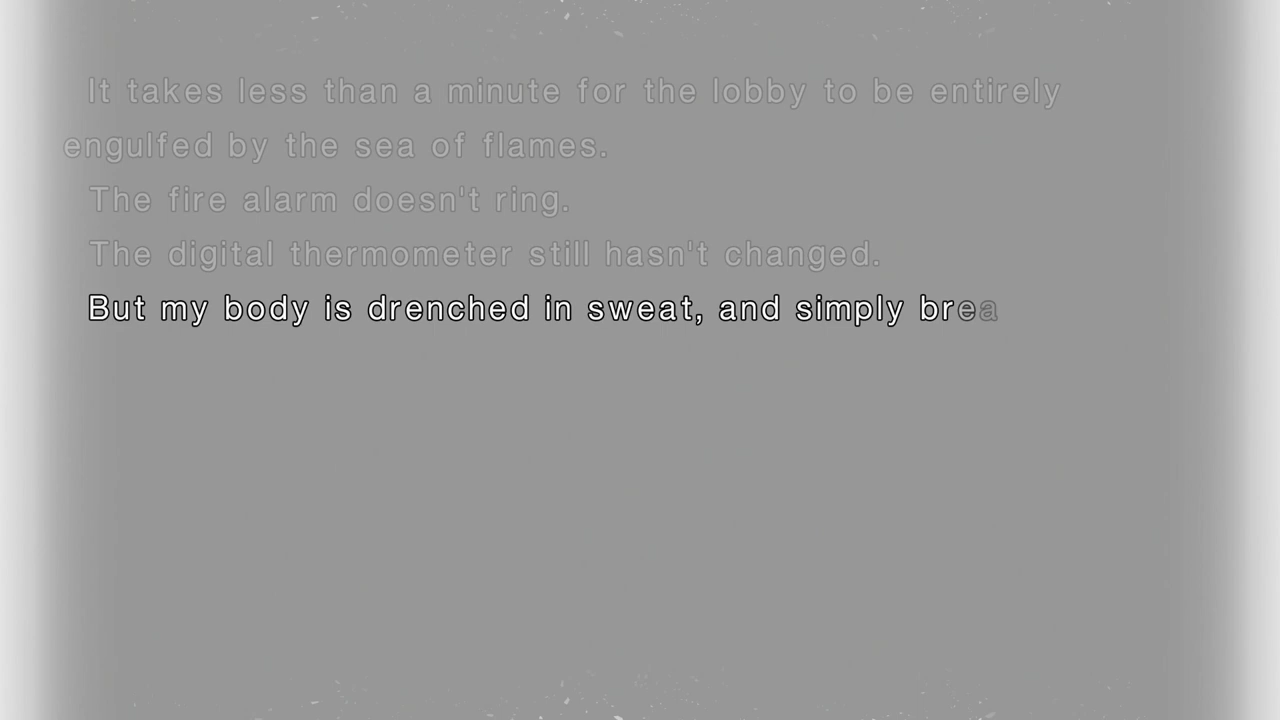 It takes less than a minute for the lobby to be entirely
engulfed by the sea of flames.
The fire alarm doesn't ring.
The digital thermometer still hasn't changed.
But my body is drenched in sweat, and simply brea